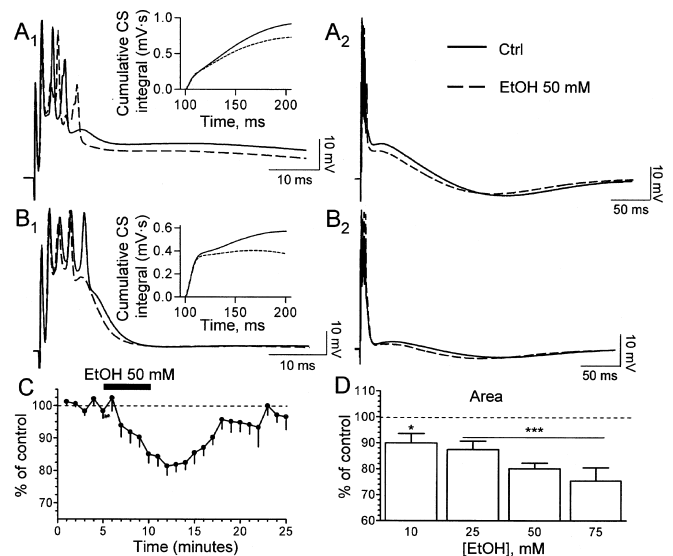 A1
Cumulative CS
integral (mV·s)
1.0
0.5
0.0
100 150 200
Time, ms
10 mV
10 ms
A2
Ctrl
EtOH 50 mM
10 mV
50 ms
B1
Cumulative CS
integral (mV·s)
0.6
0.4
0.2
0.0
100 150 200
Time, ms
10 mV
10 ms
B2
10 mV
50 ms
C
EtOH 50 mM
% of control
100
90
80
70
0 5 10 15 20 25
Time (minutes)
D
Area
% of control
110
100
90
80
70
60
*
***
10 25 50 75
[EtOH], mM